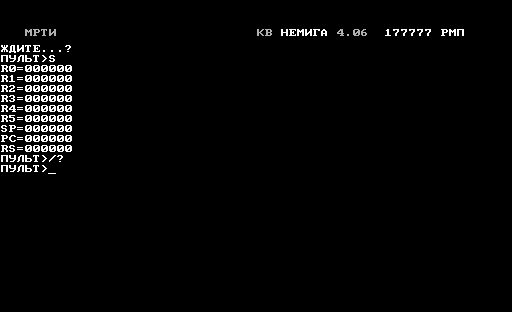 МРТИ КВ НЕМИГА 4.06 177777 РМП
ЖДИТЕ...?
ПУЛЬТ>S
R0=000000
R1=000000
R2=000000
R3=000000
R4=000000
R5=000000
SP=000000
PC=000000
RS=000000
ПУЛЬТ>/?
ПУЛЬТ>_